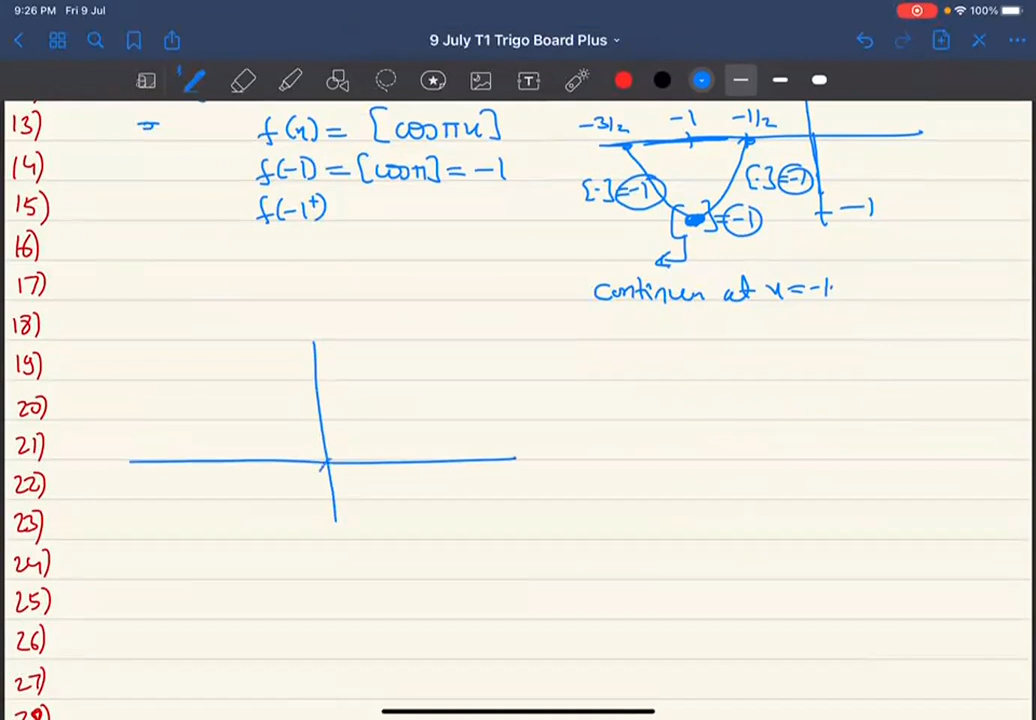 9:26 PM Fri 9 Jul 100%
9 July T1 Trigo Board Plus
T
13) = f(x) = [cosπx]
14) f(-1) = [cosπ] = -1
15) f(-1⁺)
16)
17)
18)
19)
20)
21)
22)
23)
24)
25)
26)
27)
28)
-3/2 -1 -1/2
[·]=-1 [·]=-1
[ ]=-1 -1
continuu at x=-1